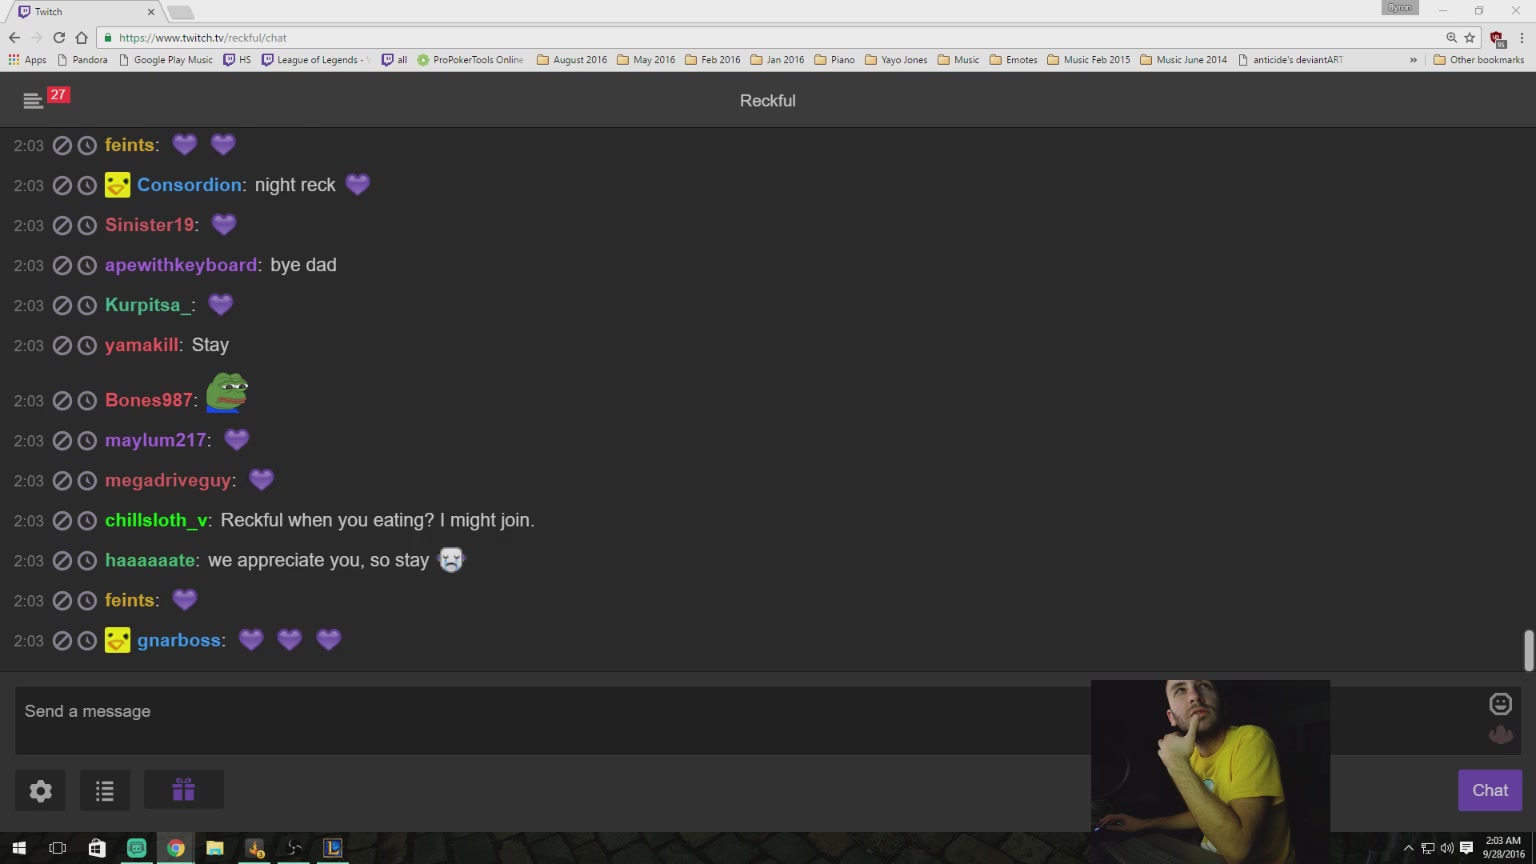 Twitch
Byron
https://www.twitch.tv/reckful/chat
Apps Pandora Google Play Music HS League of Legends - all ProPokerTools Online August 2016 May 2016 Feb 2016 Jan 2016 Piano Yayo Jones Music Emotes Music Feb 2015 Music June 2014 anticide's deviantART » Other bookmarks
27
Reckful
2:03 feints:
2:03 Consordion: night reck
2:03 Sinister19:
2:03 apewithkeyboard: bye dad
2:03 Kurpitsa_:
2:03 yamakill: Stay
2:03 Bones987:
2:03 maylum217:
2:03 megadriveguy:
2:03 chillsloth_v: Reckful when you eating? I might join.
2:03 haaaaaate: we appreciate you, so stay
2:03 feints:
2:03 gnarboss:
Send a message
Chat
2:03 AM
9/28/2016